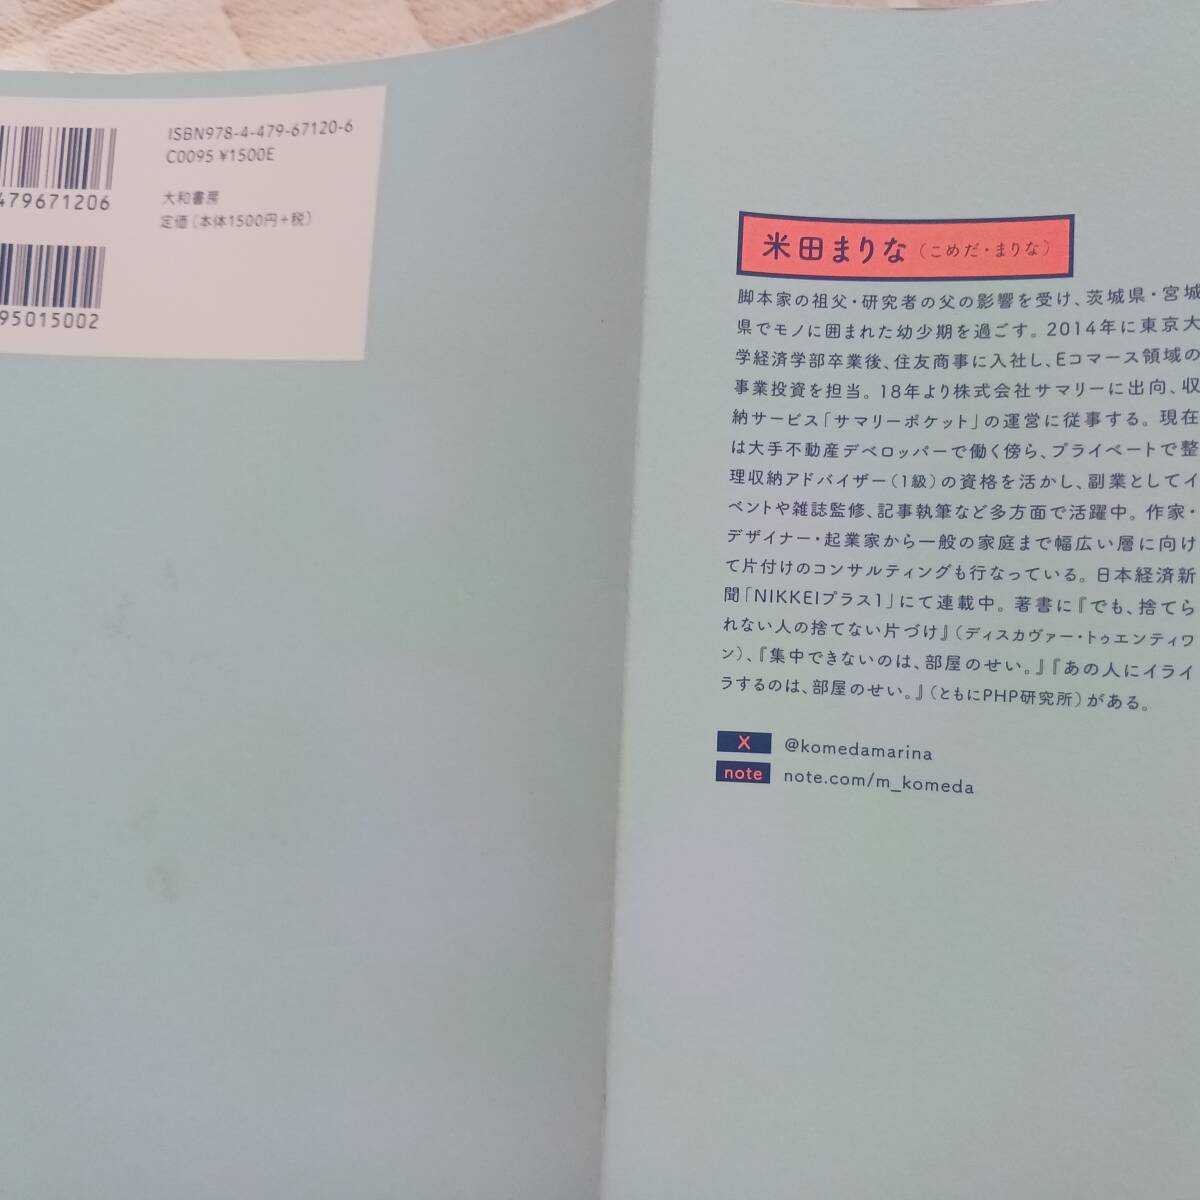 ISBN978-4-479-67120-6
C0095 ¥1500E
479671206
大和書房
定価(本体1500円+税)
95015002
米田まりな(こめだ・まりな)
脚本家の祖父・研究者の父の影響を受け、茨城県・宮城
県でモノに囲まれた幼少期を過ごす。2014年に東京大
学経済学部卒業後、住友商事に入社し、Eコマース領域の
事業投資を担当。18年より株式会社サマリーに出向、収
納サービス「サマリーポケット」の運営に従事する。現在
は大手不動産デベロッパーで働く傍ら、プライベートで整
理収納アドバイザー(1級)の資格を活かし、副業としてイ
ベントや雑誌監修、記事執筆など多方面で活躍中。作家・
デザイナー・起業家から一般の家庭まで幅広い層に向け
て片付けのコンサルティングも行なっている。日本経済新
聞「NIKKEIプラス1」にて連載中。著書に『でも、捨てら
れない人の捨てない片づけ』(ディスカヴァー・トゥエンティワ
ン)、『集中できないのは、部屋のせい。』『あの人にイライ
ラするのは、部屋のせい。』(ともにPHP研究所)がある。
X @komedamarina
note note.com/m_komeda